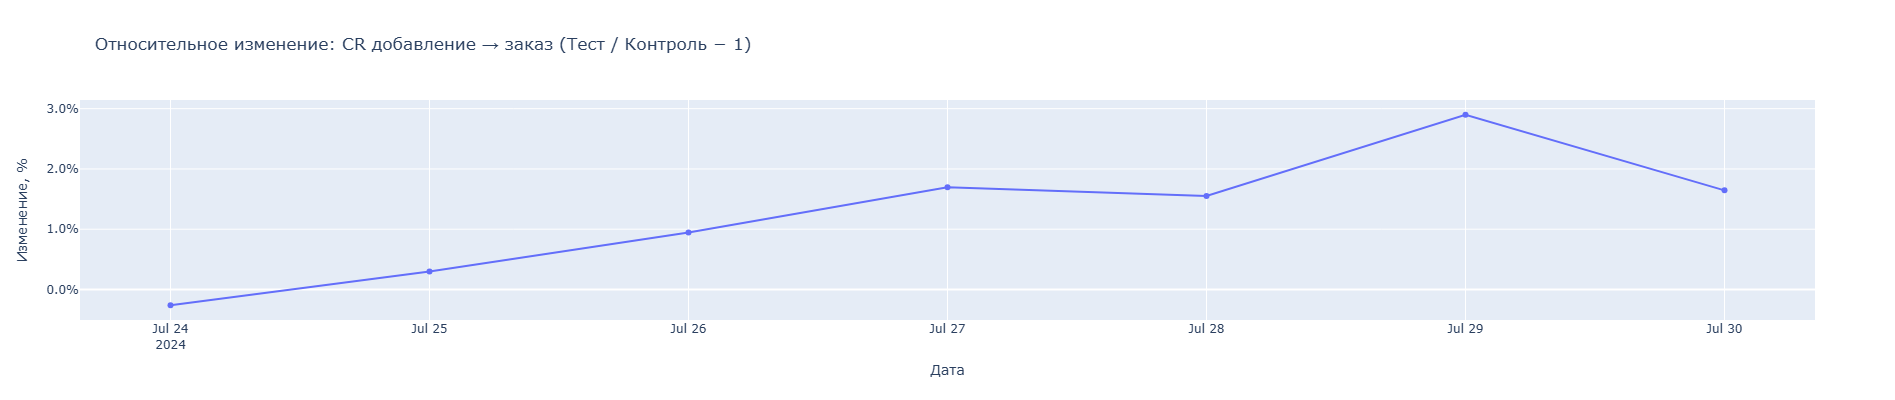 Относительное изменение: CR добавление → заказ (Тест / Контроль − 1)
3.0%
2.0%
1.0%
0.0%
Изменение, %
Jul 24
2024
Jul 25
Jul 26
Jul 27
Jul 28
Jul 29
Jul 30
Дата